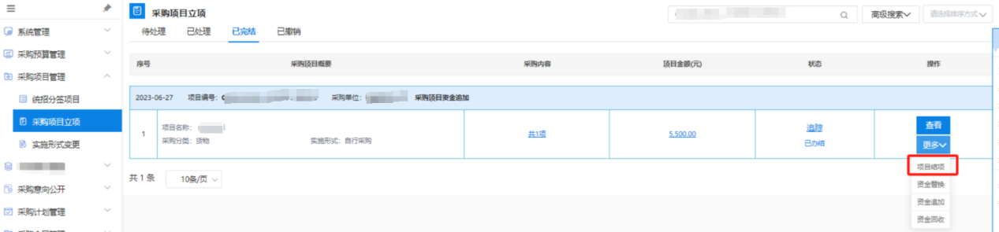 采购项目立项
高级搜索
请选择排序方式
待处理 已处理 已完结 已撤销
系统管理
采购预算管理
采购项目管理
统招分签项目
采购项目立项
实施形式变更
采购意向公开
采购计划管理
序号 采购项目概要 采购内容 项目金额(元) 状态 操作
2023-06-27 项目编号: 采购单位: 采购项目资金追加
1 项目名称: 共1项 5,500.00 追踪 查看
采购分类: 货物 实施形式: 自行采购 已办结 更多
共 1 条 10条/页
项目结项
资金替换
资金追加
资金回收